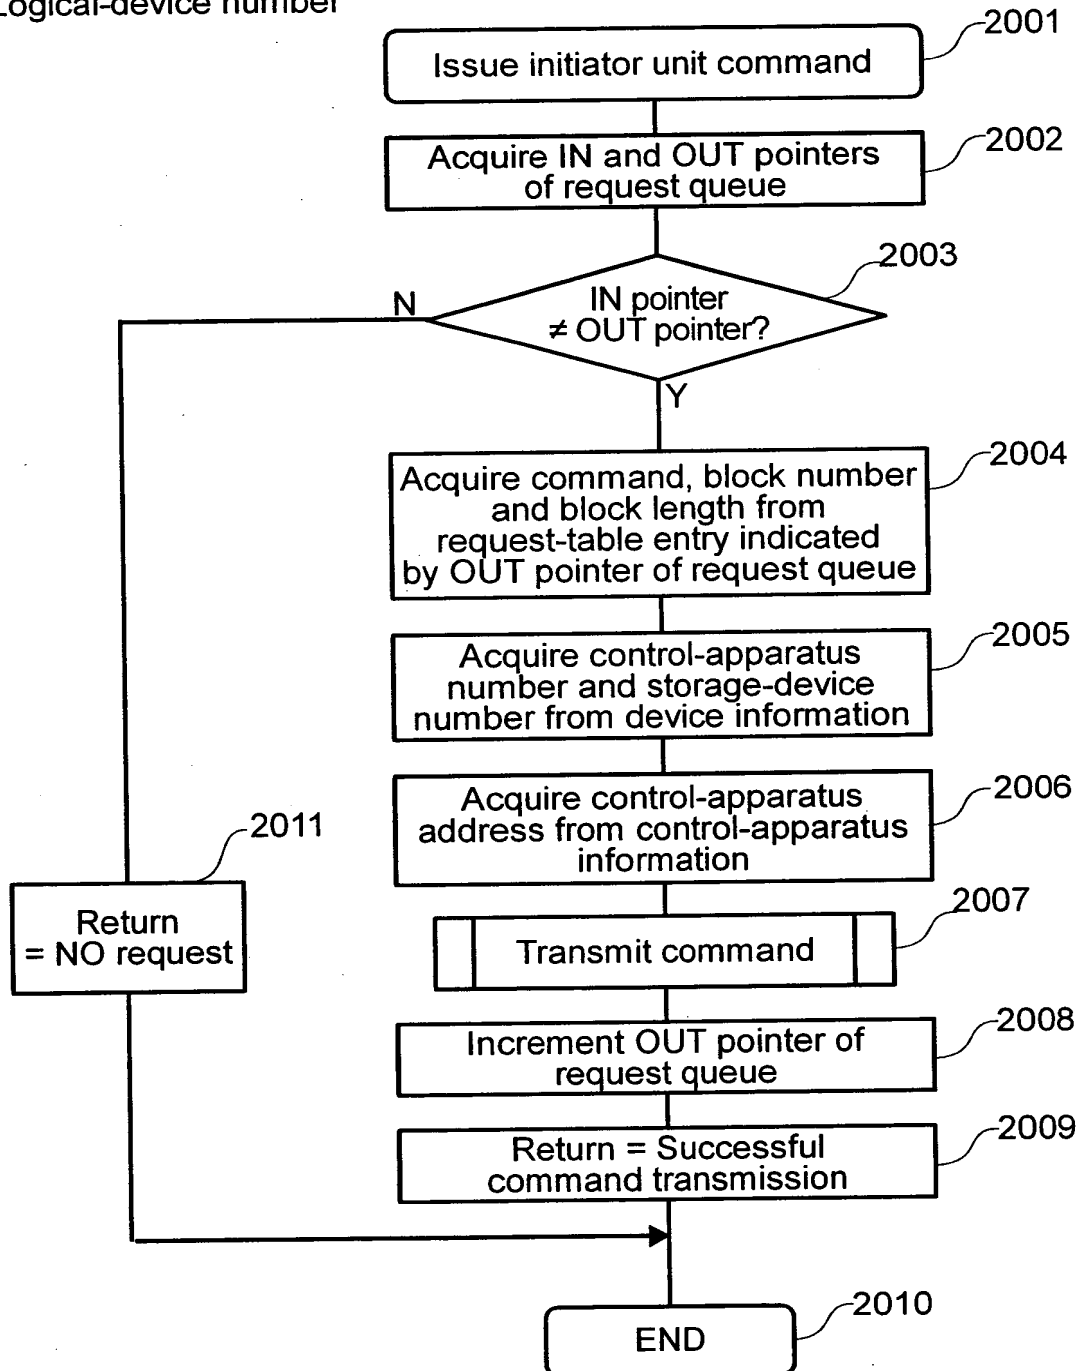 Logical-device number
2001
Issue initiator unit command
2002
Acquire IN and OUT pointers
of request queue
2003
N
IN pointer
≠ OUT pointer?
Y
2004
Acquire command, block number
and block length from
request-table entry indicated
by OUT pointer of request queue
2005
Acquire control-apparatus
number and storage-device
number from device information
2006
Acquire control-apparatus
address from control-apparatus
information
2011
Return
= NO request
2007
Transmit command
2008
Increment OUT pointer of
request queue
2009
Return = Successful
command transmission
2010
END